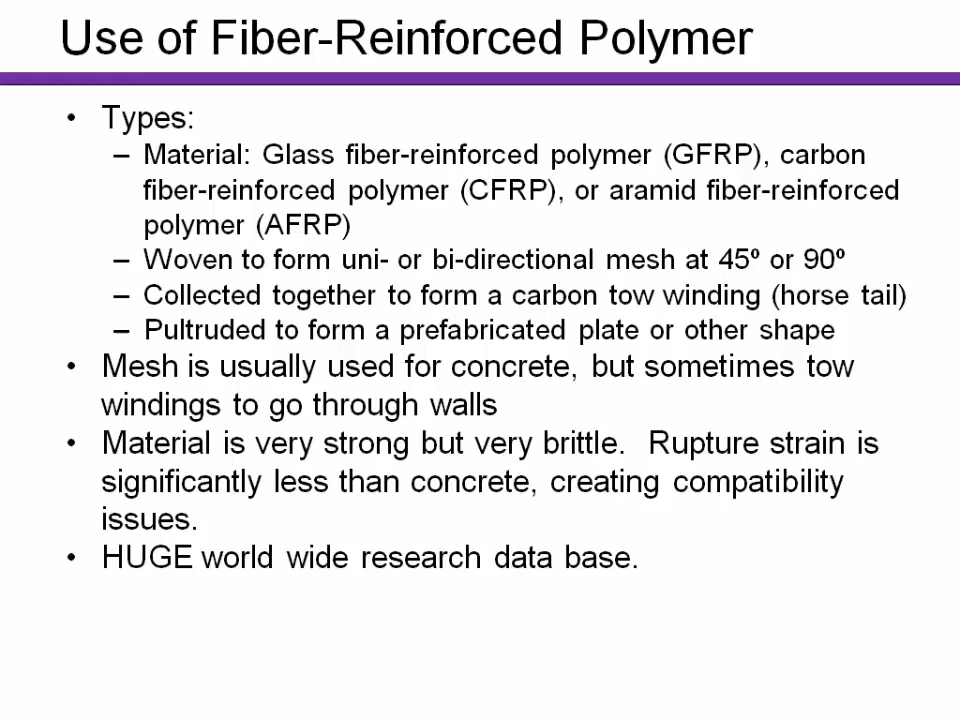 Use of Fiber-Reinforced Polymer
• Types:
– Material: Glass fiber-reinforced polymer (GFRP), carbon
fiber-reinforced polymer (CFRP), or aramid fiber-reinforced
polymer (AFRP)
– Woven to form uni- or bi-directional mesh at 45º or 90º
– Collected together to form a carbon tow winding (horse tail)
– Pultruded to form a prefabricated plate or other shape
• Mesh is usually used for concrete, but sometimes tow
windings to go through walls
• Material is very strong but very brittle.  Rupture strain is
significantly less than concrete, creating compatibility
issues.
• HUGE world wide research data base.